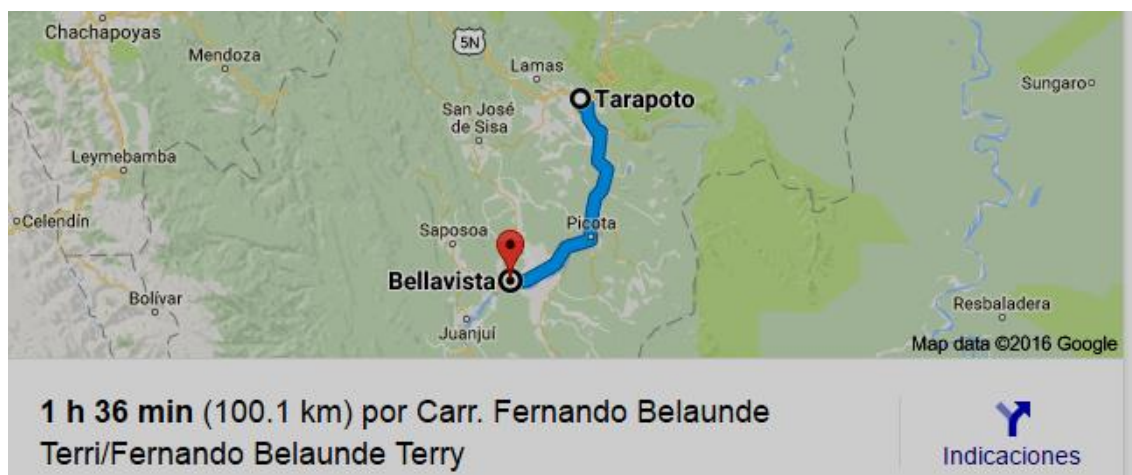 Chachapoyas
Mendoza
5N
Lamas
Tarapoto
Sungaro
San José
de Sisa
Leymebamba
Celendín
Saposoa
Picota
Bellavista
Bolívar
Juanjuí
Resbaladera
Map data ©2016 Google
1 h 36 min (100.1 km) por Carr. Fernando Belaunde
Terri/Fernando Belaunde Terry
Indicaciones